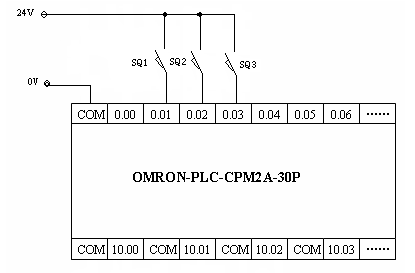 24V
SQ1 SQ2 SQ3
0V
COM 0.00 0.01 0.02 0.03 0.04 0.05 0.06 ······
OMRON-PLC-CPM2A-30P
COM 10.00 COM 10.01 COM 10.02 COM 10.03 ······